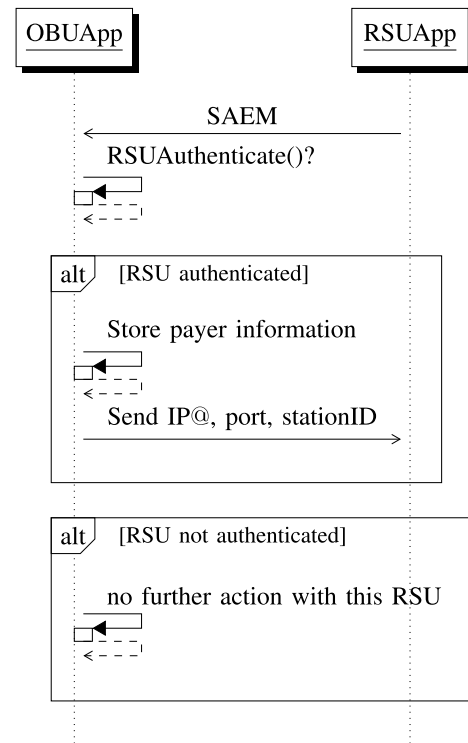 OBUApp
RSUApp
SAEM
RSUAuthenticate()?
alt
[RSU authenticated]
Store payer information
Send IP@, port, stationID
alt
[RSU not authenticated]
no further action with this RSU